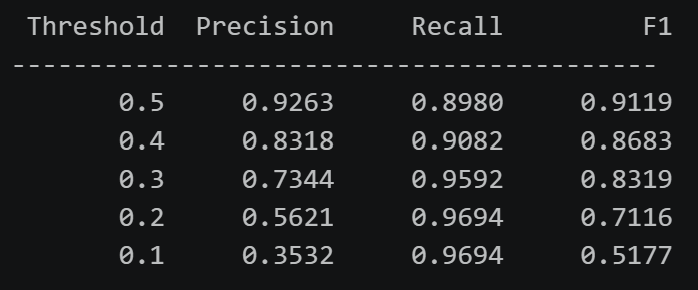 Threshold  Precision     Recall         F1
------------------------------------------
       0.5     0.9263     0.8980     0.9119
       0.4     0.8318     0.9082     0.8683
       0.3     0.7344     0.9592     0.8319
       0.2     0.5621     0.9694     0.7116
       0.1     0.3532     0.9694     0.5177